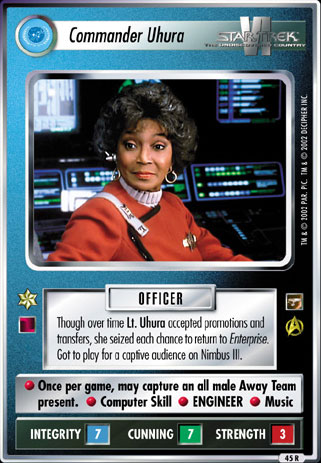 Commander Uhura
STAR TREK
VI
THE UNDISCOVERED COUNTRY
TM & © 2002 PAR. PIC. TM & © 2002 DECIPHER INC.
OFFICER
Though over time Lt. Uhura accepted promotions and
transfers, she seized each chance to return to Enterprise.
Got to play for a captive audience on Nimbus III.
Once per game, may capture an all male Away Team
present. • Computer Skill • ENGINEER • Music
INTEGRITY 7 CUNNING 7 STRENGTH 3
45 R